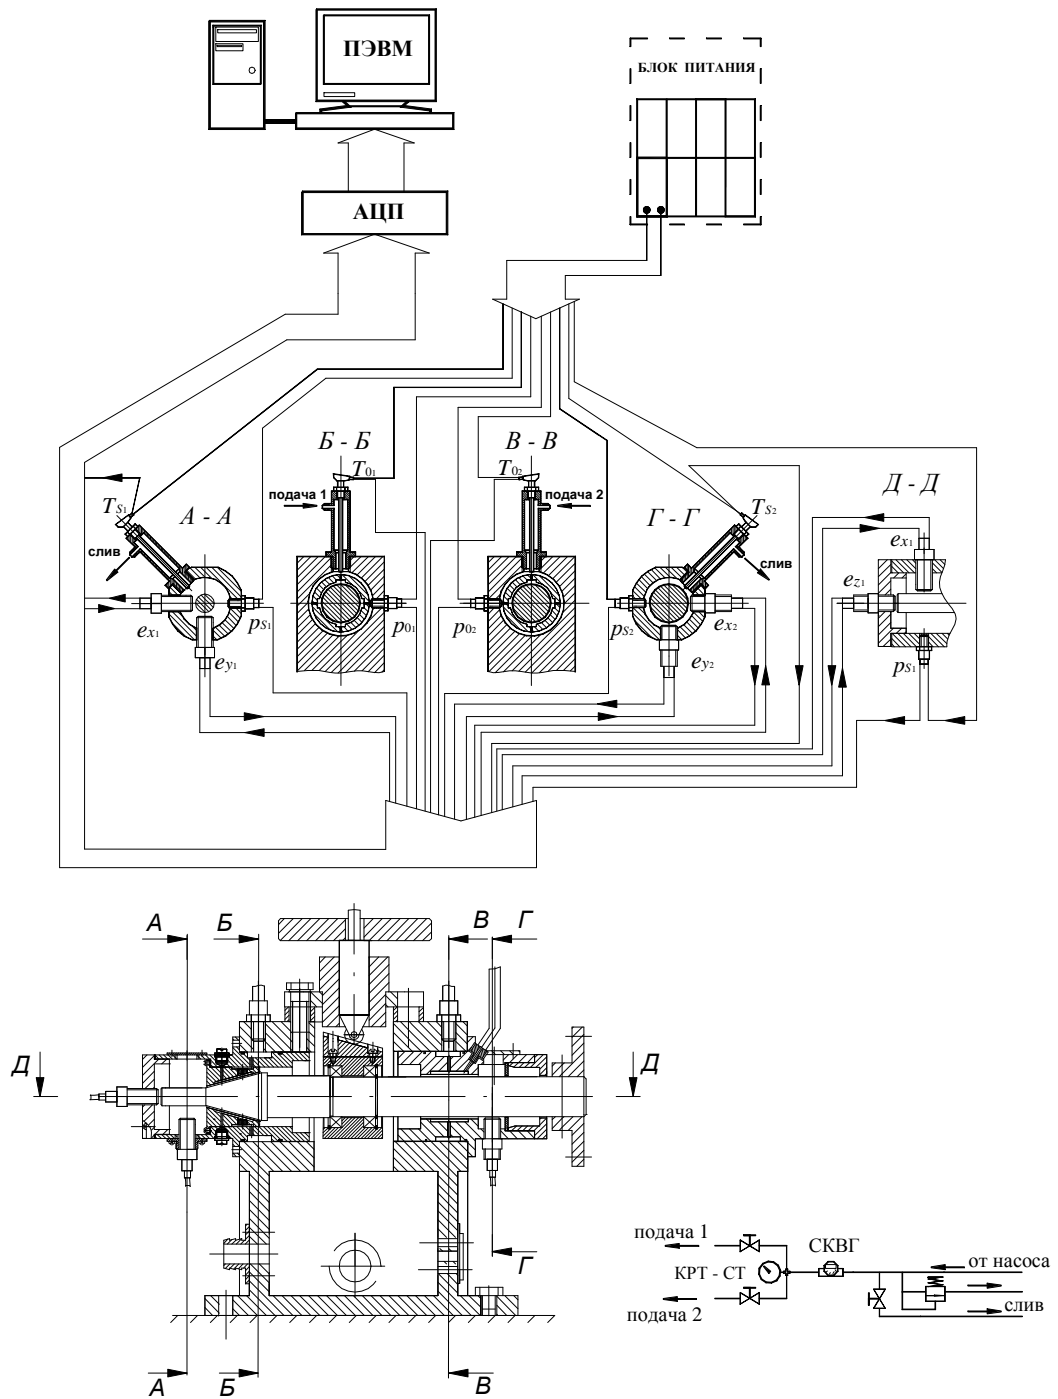 ПЭВМ
БЛОК ПИТАНИЯ
АЦП
Б - Б
В - В
T01
T02
подача 1
подача 2
Д - Д
TS1
А - А
Г - Г
TS2
слив
слив
ex1
ez1
ex1
pS1
p01
p02
pS2
ex2
ey1
ey2
pS1
А
Б
В
Г
Д
Д
Г
подача 1
СКВГ
от насоса
КРТ - СТ
слив
подача 2
А
Б
В